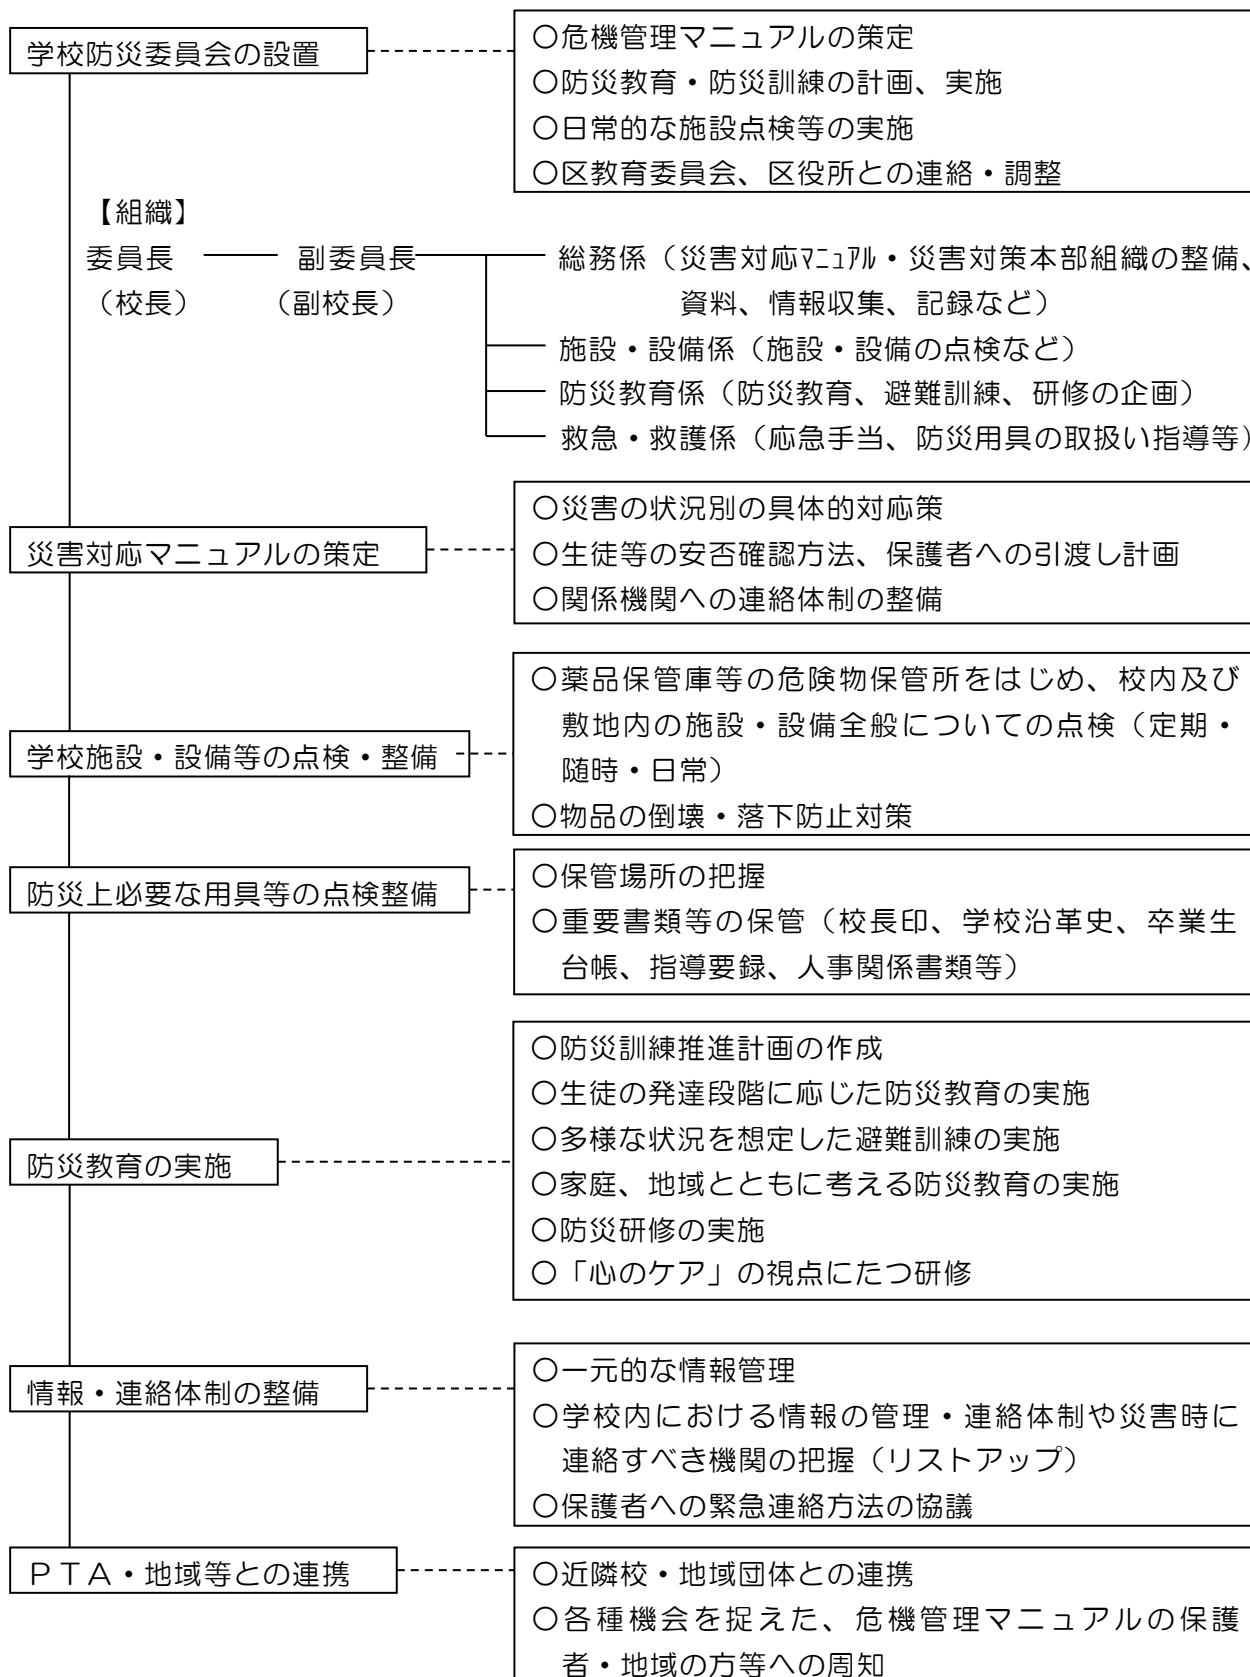 学校防災委員会の設置
○危機管理マニュアルの策定
○防災教育・防災訓練の計画、実施
○日常的な施設点検等の実施
○区教育委員会、区役所との連絡・調整
【組織】
委員長 副委員長 総務係（災害対応ﾏﾆｭｱﾙ・災害対策本部組織の整備、
（校長） （副校長） 資料、情報収集、記録など）
施設・設備係（施設・設備の点検など）
防災教育係（防災教育、避難訓練、研修の企画）
救急・救護係（応急手当、防災用具の取扱い指導等）
災害対応マニュアルの策定
○災害の状況別の具体的対応策
○生徒等の安否確認方法、保護者への引渡し計画
○関係機関への連絡体制の整備
学校施設・設備等の点検・整備
○薬品保管庫等の危険物保管所をはじめ、校内及び
敷地内の施設・設備全般についての点検（定期・
随時・日常）
○物品の倒壊・落下防止対策
防災上必要な用具等の点検整備
○保管場所の把握
○重要書類等の保管（校長印、学校沿革史、卒業生
台帳、指導要録、人事関係書類等）
防災教育の実施
○防災訓練推進計画の作成
○生徒の発達段階に応じた防災教育の実施
○多様な状況を想定した避難訓練の実施
○家庭、地域とともに考える防災教育の実施
○防災研修の実施
○「心のケア」の視点にたつ研修
情報・連絡体制の整備
○一元的な情報管理
○学校内における情報の管理・連絡体制や災害時に
連絡すべき機関の把握（リストアップ）
○保護者への緊急連絡方法の協議
ＰＴＡ・地域等との連携
○近隣校・地域団体との連携
○各種機会を捉えた、危機管理マニュアルの保護
者・地域の方等への周知